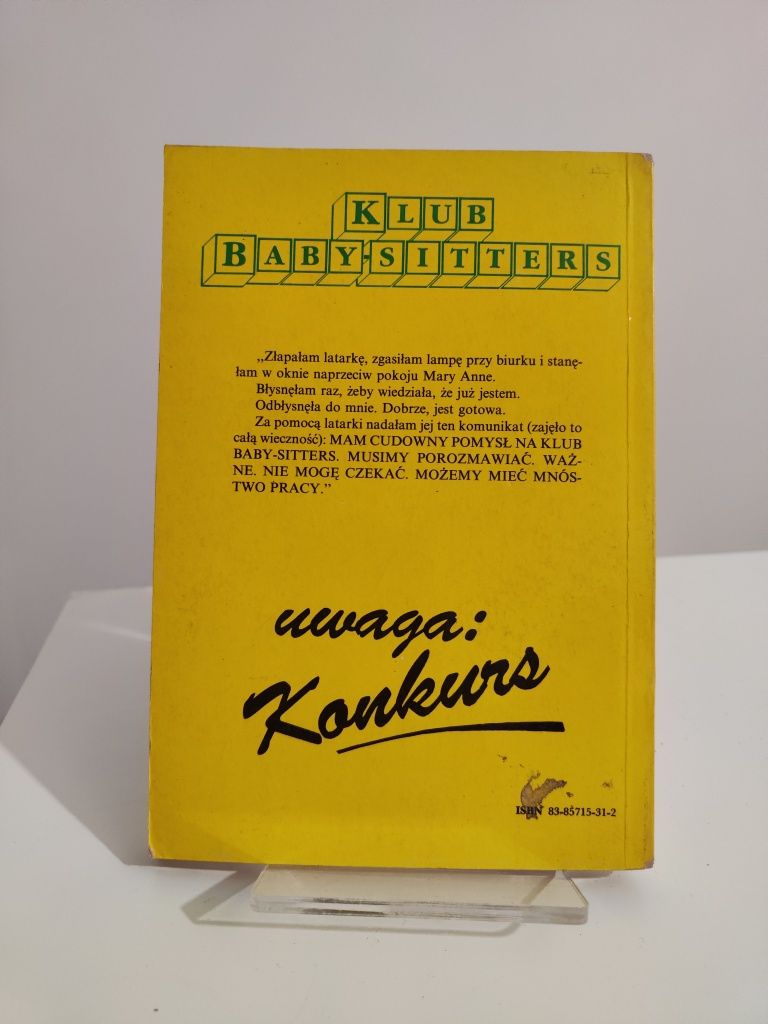 KLUB
BABY-SITTERS
„Złapałam latarkę, zgasiłam lampę przy biurku i stanę-
łam w oknie naprzeciw pokoju Mary Anne.
Błysnęłam raz, żeby wiedziała, że już jestem.
Odbłysnęła do mnie. Dobrze, jest gotowa.
Za pomocą latarki nadałam jej ten komunikat (zajęło to
całą wieczność): MAM CUDOWNY POMYSŁ NA KLUB
BABY-SITTERS. MUSIMY POROZMAWIAĆ. WAŻ-
NE. NIE MOGĘ CZEKAĆ. MOŻEMY MIEĆ MNÓS-
TWO PRACY.”
uwaga:
Konkurs
ISBN 83-85715-31-2